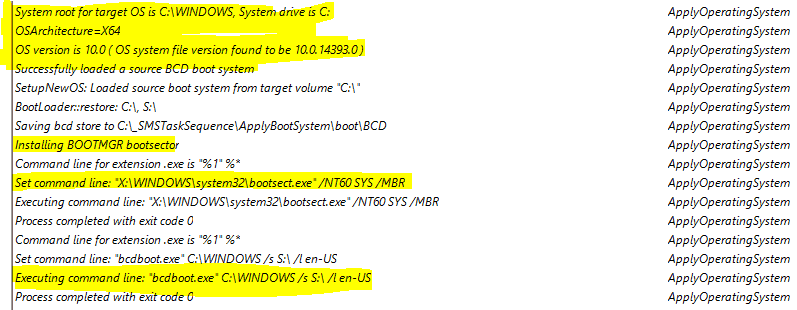 System root for target OS is C:\WINDOWS, System drive is C: ApplyOperatingSystem
OSArchitecture=X64 ApplyOperatingSystem
OS version is 10.0 ( OS system file version found to be 10.0.14393.0 ) ApplyOperatingSystem
Successfully loaded a source BCD boot system ApplyOperatingSystem
SetupNewOS: Loaded source boot system from target volume "C:\" ApplyOperatingSystem
BootLoader::restore: C:\, S:\ ApplyOperatingSystem
Saving bcd store to C:\_SMSTaskSequence\ApplyBootSystem\boot\BCD ApplyOperatingSystem
Installing BOOTMGR bootsector ApplyOperatingSystem
Command line for extension .exe is "%1" %* ApplyOperatingSystem
Set command line: "X:\WINDOWS\system32\bootsect.exe" /NT60 SYS /MBR ApplyOperatingSystem
Executing command line: "X:\WINDOWS\system32\bootsect.exe" /NT60 SYS /MBR ApplyOperatingSystem
Process completed with exit code 0 ApplyOperatingSystem
Command line for extension .exe is "%1" %* ApplyOperatingSystem
Set command line: "bcdboot.exe" C:\WINDOWS /s S:\ /l en-US ApplyOperatingSystem
Executing command line: "bcdboot.exe" C:\WINDOWS /s S:\ /l en-US ApplyOperatingSystem
Process completed with exit code 0 ApplyOperatingSystem